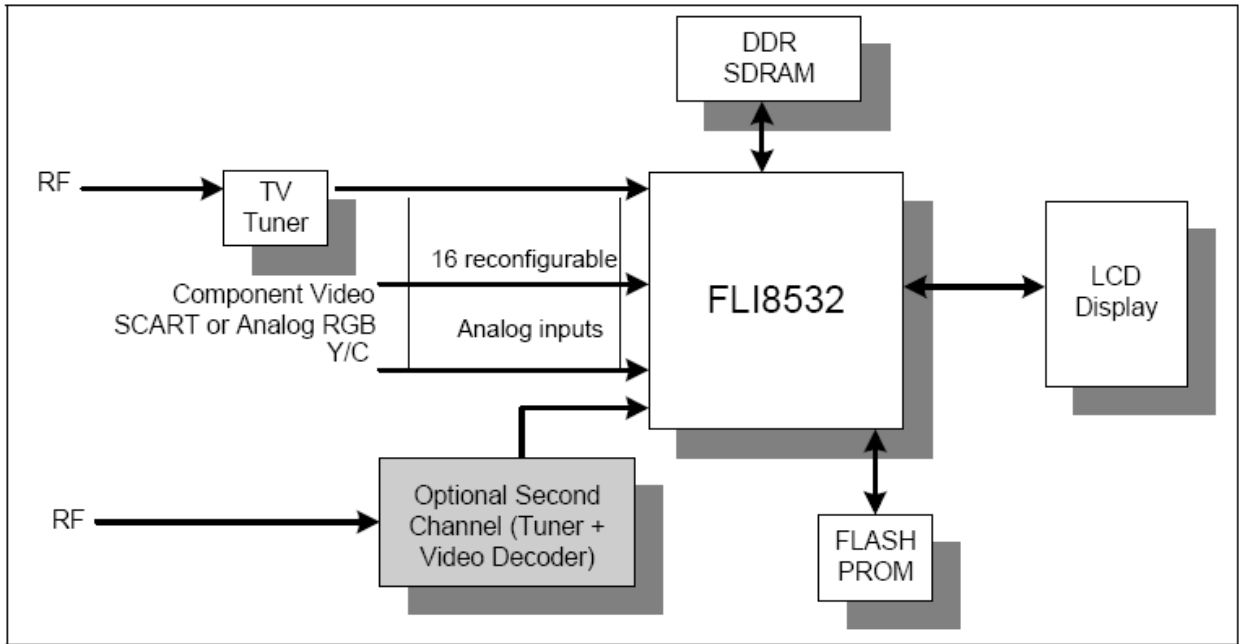 DDR
SDRAM
RF
TV
Tuner
16 reconfigurable
Component Video
SCART or Analog RGB
Y/C
Analog inputs
FLI8532
LCD
Display
Optional Second
Channel (Tuner +
Video Decoder)
RF
FLASH
PROM